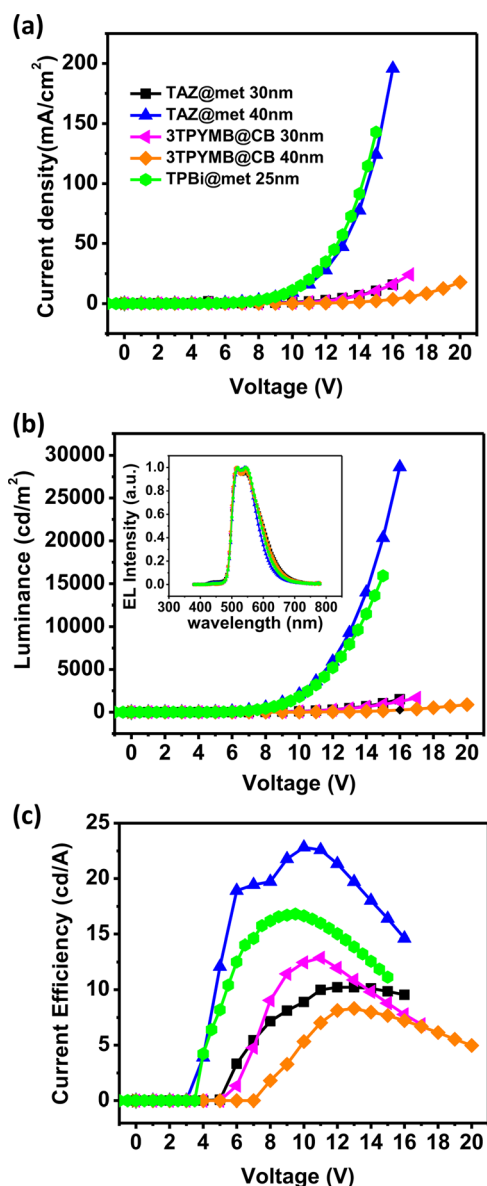 (a)
200
150
100
50
0
Current density(mA/cm²)
TAZ@met 30nm
TAZ@met 40nm
3TPYMB@CB 30nm
3TPYMB@CB 40nm
TPBi@met 25nm
0 2 4 6 8 10 12 14 16 18 20
Voltage (V)
(b)
30000
25000
20000
15000
10000
5000
0
Luminance (cd/m²)
1.0
0.8
0.6
0.4
0.2
0.0
EL Intensity (a.u.)
300 400 500 600 700 800
wavelength (nm)
0 2 4 6 8 10 12 14 16 18 20
Voltage (V)
(c)
25
20
15
10
5
0
Current Efficiency (cd/A)
0 2 4 6 8 10 12 14 16 18 20
Voltage (V)